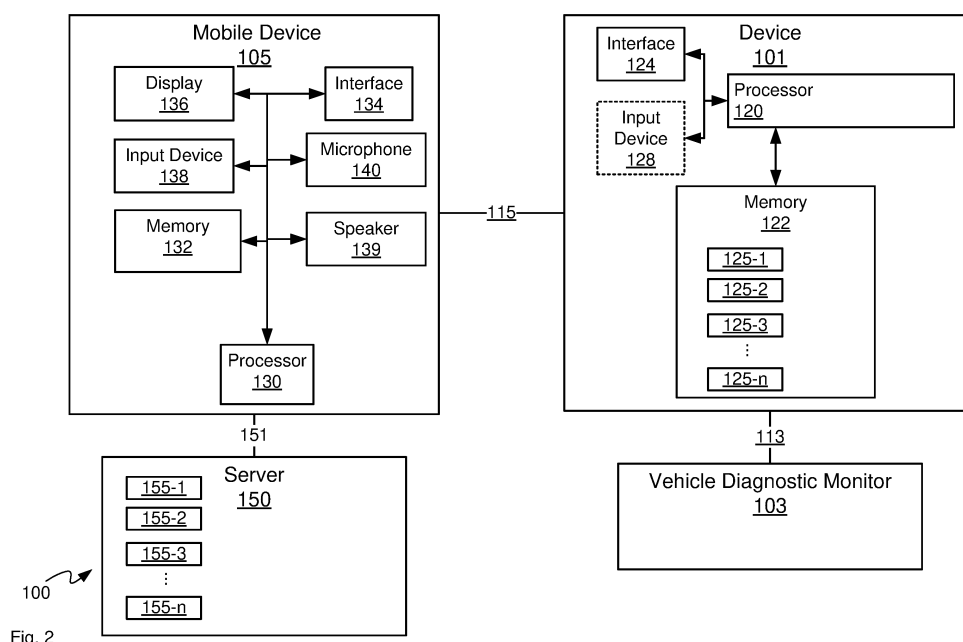 Mobile Device
105
Display
136
Interface
134
Input Device
138
Microphone
140
Memory
132
Speaker
139
Processor
130
115
Device
101
Interface
124
Processor
120
Input
Device
128
Memory
122
125-1
125-2
125-3
...
125-n
151
113
Server
150
155-1
155-2
155-3
...
155-n
Vehicle Diagnostic Monitor
103
100
Fig. 2